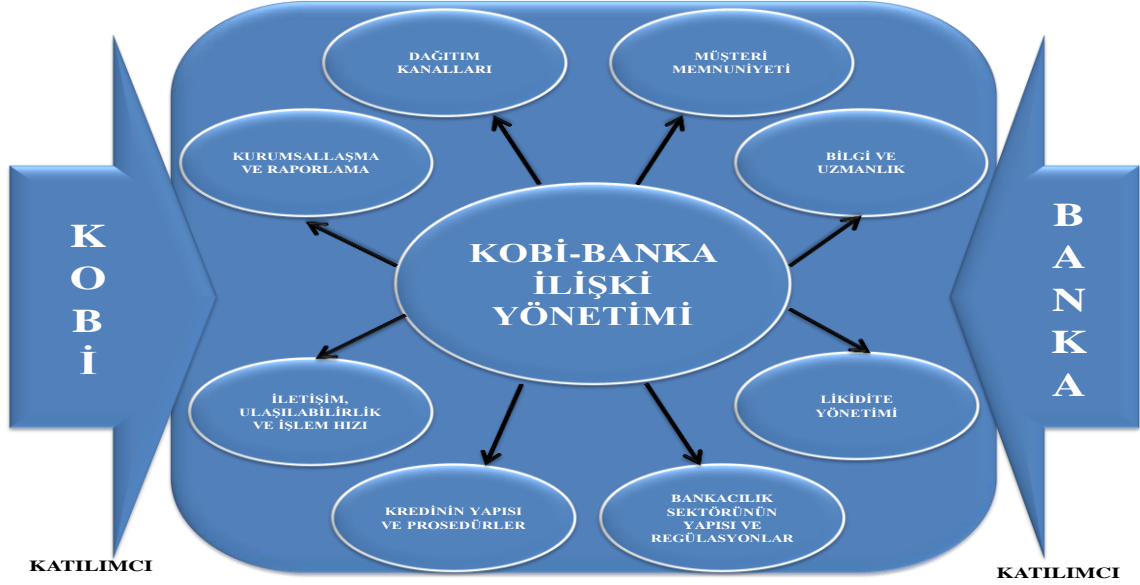 DAĞITIM
KANALLARI
MÜŞTERİ
MEMNUNİYETİ
KURUMSALLAŞMA
VE RAPORLAMA
BİLGİ VE
UZMANLIK
K
O
B
İ
KOBİ-BANKA
İLİŞKİ
YÖNETİMİ
B
A
N
K
A
İLETİŞİM,
ULAŞILABİLİRLİK
VE İŞLEM HIZI
LİKİDİTE
YÖNETİMİ
KREDİNİN YAPISI
VE PROSEDÜRLER
BANKACILIK
SEKTÖRÜNÜN
YAPISI VE
REGÜLASYONLAR
KATILIMCI
KATILIMCI